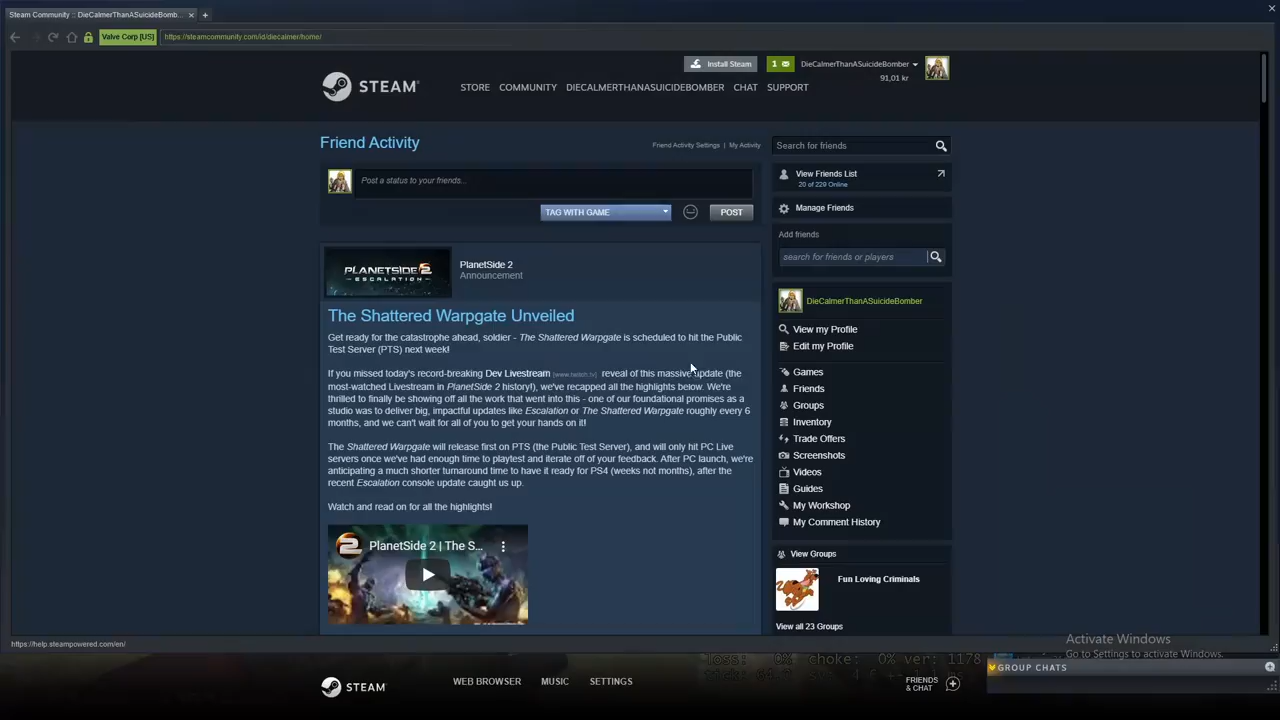 Steam Community :: DieCalmerThanASuicideBomb...
Valve Corp [US]
https://steamcommunity.com/id/diecalmer/home/
Install Steam
1
DieCalmerThanASuicideBomber
91,01 kr
STEAM
STORE COMMUNITY DIECALMERTHANASUICIDEBOMBER CHAT SUPPORT
Friend Activity
Friend Activity Settings | My Activity
Post a status to your friends...
TAG WITH GAME
POST
PLANETSIDE 2
ESCALATION
PlanetSide 2
Announcement
The Shattered Warpgate Unveiled
Get ready for the catastrophe ahead, soldier - The Shattered Warpgate is scheduled to hit the Public
Test Server (PTS) next week!
If you missed today's record-breaking Dev Livestream [www.twitch.tv] reveal of this massive update (the
most-watched Livestream in PlanetSide 2 history!), we've recapped all the highlights below. We're
thrilled to finally be showing off all the work that went into this - one of our foundational promises as a
studio was to deliver big, impactful updates like Escalation or The Shattered Warpgate roughly every 6
months, and we can't wait for all of you to get your hands on it!
The Shattered Warpgate will release first on PTS (the Public Test Server), and will only hit PC Live
servers once we've had enough time to playtest and iterate off of your feedback. After PC launch, we're
anticipating a much shorter turnaround time to have it ready for PS4 (weeks not months), after the
recent Escalation console update caught us up.
Watch and read on for all the highlights!
PlanetSide 2 | The S...
Search for friends
View Friends List
20 of 229 Online
Manage Friends
Add friends
search for friends or players
DieCalmerThanASuicideBomber
View my Profile
Edit my Profile
Games
Friends
Groups
Inventory
Trade Offers
Screenshots
Videos
Guides
My Workshop
My Comment History
View Groups
Fun Loving Criminals
View all 23 Groups
https://help.steampowered.com/en/
Activate Windows
Go to Settings to activate Windows.
loss: 0% choke: 0% ver: 1178
GROUP CHATS
STEAM
WEB BROWSER MUSIC SETTINGS
FRIENDS
& CHAT